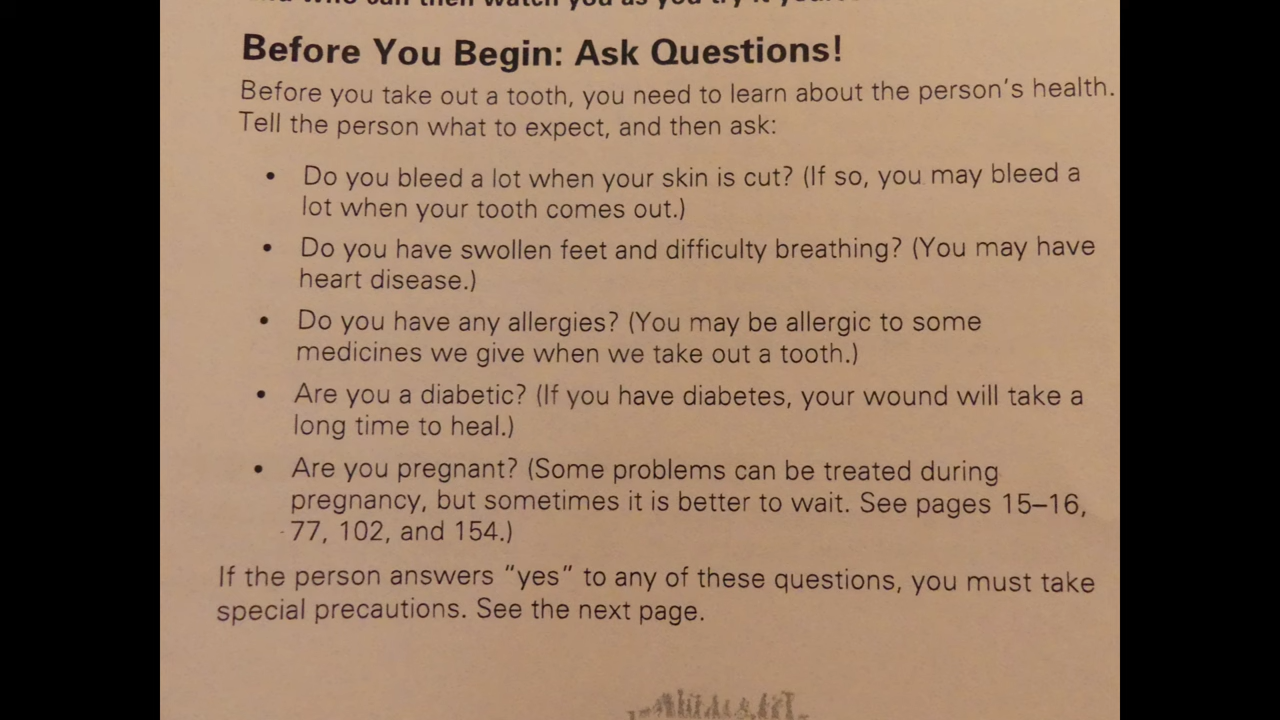 Before You Begin: Ask Questions!
Before you take out a tooth, you need to learn about the person's health.
Tell the person what to expect, and then ask:
• Do you bleed a lot when your skin is cut? (If so, you may bleed a
lot when your tooth comes out.)
• Do you have swollen feet and difficulty breathing? (You may have
heart disease.)
• Do you have any allergies? (You may be allergic to some
medicines we give when we take out a tooth.)
• Are you a diabetic? (If you have diabetes, your wound will take a
long time to heal.)
• Are you pregnant? (Some problems can be treated during
pregnancy, but sometimes it is better to wait. See pages 15–16,
77, 102, and 154.)
If the person answers "yes" to any of these questions, you must take
special precautions. See the next page.